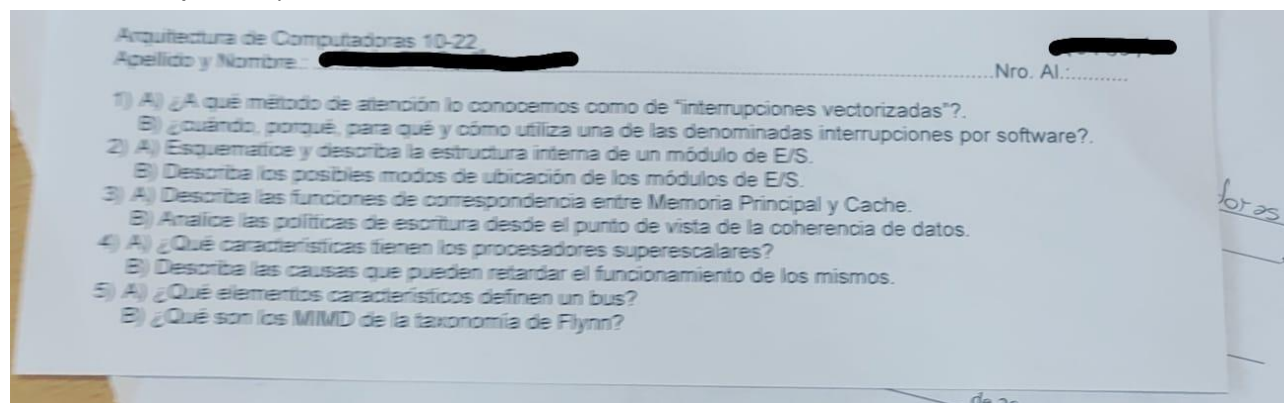 Arquitectura de Computadoras 10-22
Apellido y Nombre.: Nro. Al.:...........
1) A) ¿A qué método de atención lo conocemos como de "interrupciones vectorizadas"?.
B) ¿cuándo, porqué, para qué y cómo utiliza una de las denominadas interrupciones por software?.
2) A) Esquematice y describa la estructura interna de un módulo de E/S.
B) Describa los posibles modos de ubicación de los módulos de E/S.
3) A) Describa las funciones de correspondencia entre Memoria Principal y Cache.
B) Analice las políticas de escritura desde el punto de vista de la coherencia de datos.
4) A) ¿Qué características tienen los procesadores superescalares?
B) Describa las causas que pueden retardar el funcionamiento de los mismos.
5) A) ¿Qué elementos característicos definen un bus?
B) ¿Qué son los MIMD de la taxonomía de Flynn?